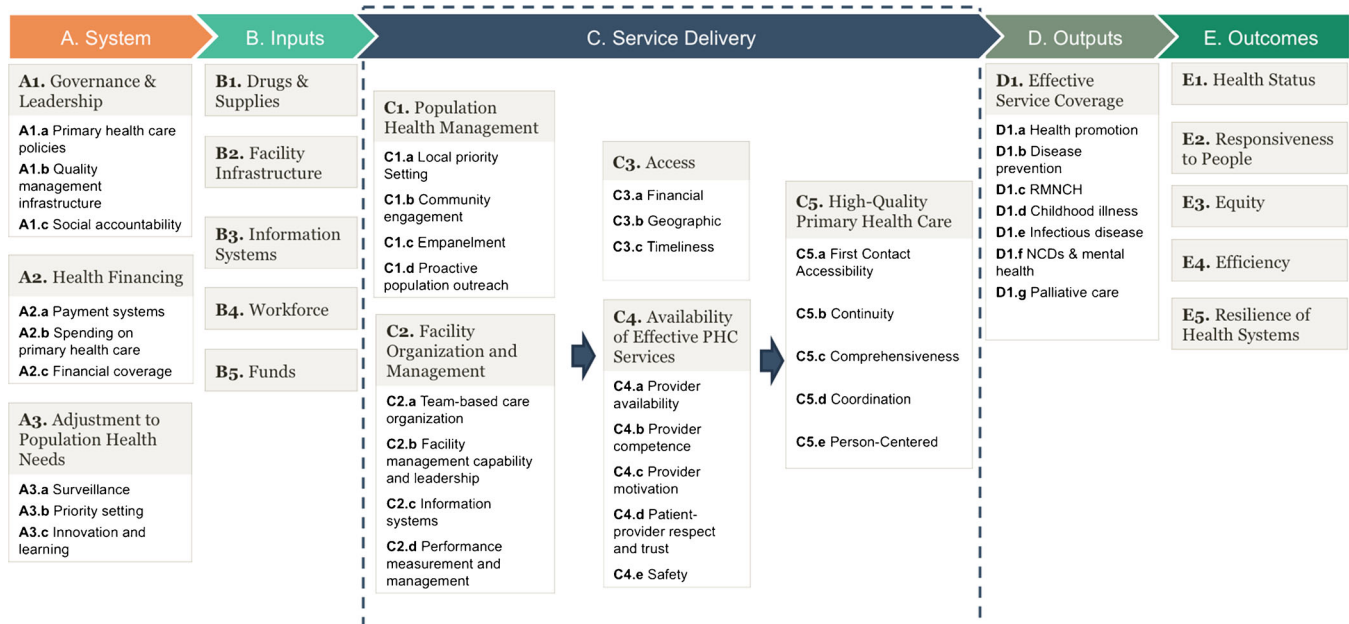 A. System
B. Inputs
C. Service Delivery
D. Outputs
E. Outcomes
A1. Governance &
Leadership
A1.a Primary health care
policies
A1.b Quality
management
infrastructure
A1.c Social accountability
A2. Health Financing
A2.a Payment systems
A2.b Spending on
primary health care
A2.c Financial coverage
A3. Adjustment to
Population Health
Needs
A3.a Surveillance
A3.b Priority setting
A3.c Innovation and
learning
B1. Drugs &
Supplies
B2. Facility
Infrastructure
B3. Information
Systems
B4. Workforce
B5. Funds
C1. Population
Health Management
C1.a Local priority
Setting
C1.b Community
engagement
C1.c Empanelment
C1.d Proactive
population outreach
C2. Facility
Organization and
Management
C2.a Team-based care
organization
C2.b Facility
management capability
and leadership
C2.c Information
systems
C2.d Performance
measurement and
management
C3. Access
C3.a Financial
C3.b Geographic
C3.c Timeliness
C4. Availability
of Effective PHC
Services
C4.a Provider
availability
C4.b Provider
competence
C4.c Provider
motivation
C4.d Patient-
provider respect
and trust
C4.e Safety
C5. High-Quality
Primary Health Care
C5.a First Contact
Accessibility
C5.b Continuity
C5.c Comprehensiveness
C5.d Coordination
C5.e Person-Centered
D1. Effective
Service Coverage
D1.a Health promotion
D1.b Disease
prevention
D1.c RMNCH
D1.d Childhood illness
D1.e Infectious disease
D1.f NCDs & mental
health
D1.g Palliative care
E1. Health Status
E2. Responsiveness
to People
E3. Equity
E4. Efficiency
E5. Resilience of
Health Systems